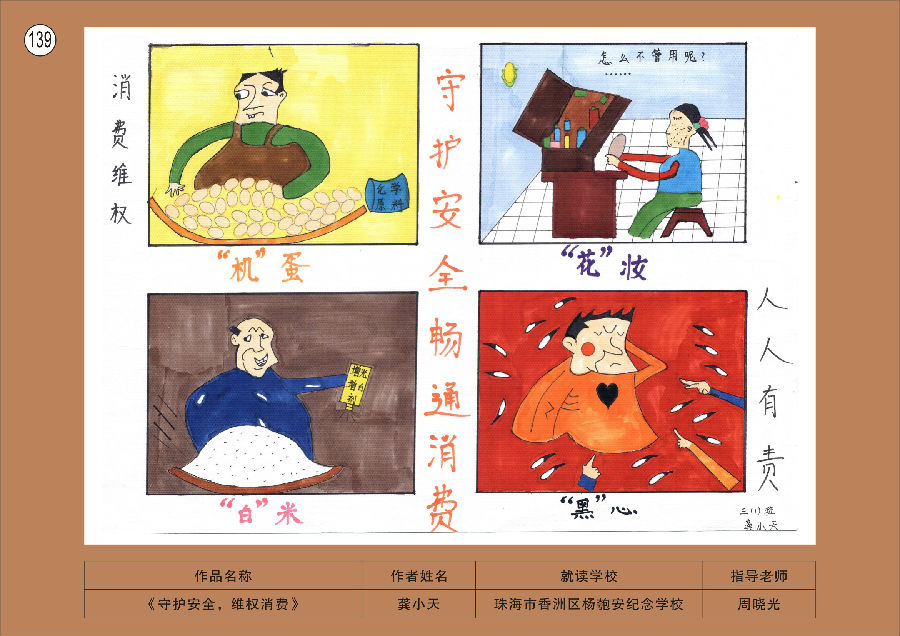 139
消费维权
守护安全畅通消费
人人有责
化学
原料
"机"蛋
怎么不管用呢?
......
"花"妆
增光
增白
剂
"白"米
"黑"心
三(1)班
龚小天
作品名称 作者姓名 就读学校 指导老师
《守护安全，维权消费》 龚小天 珠海市香洲区杨匏安纪念学校 周晓光